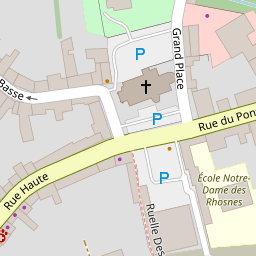 P
Grand Place
Basse
P
Rue du Pon
École Notre-
Dame des
Rhosnes
P
Rue Haute
Ruelle Des